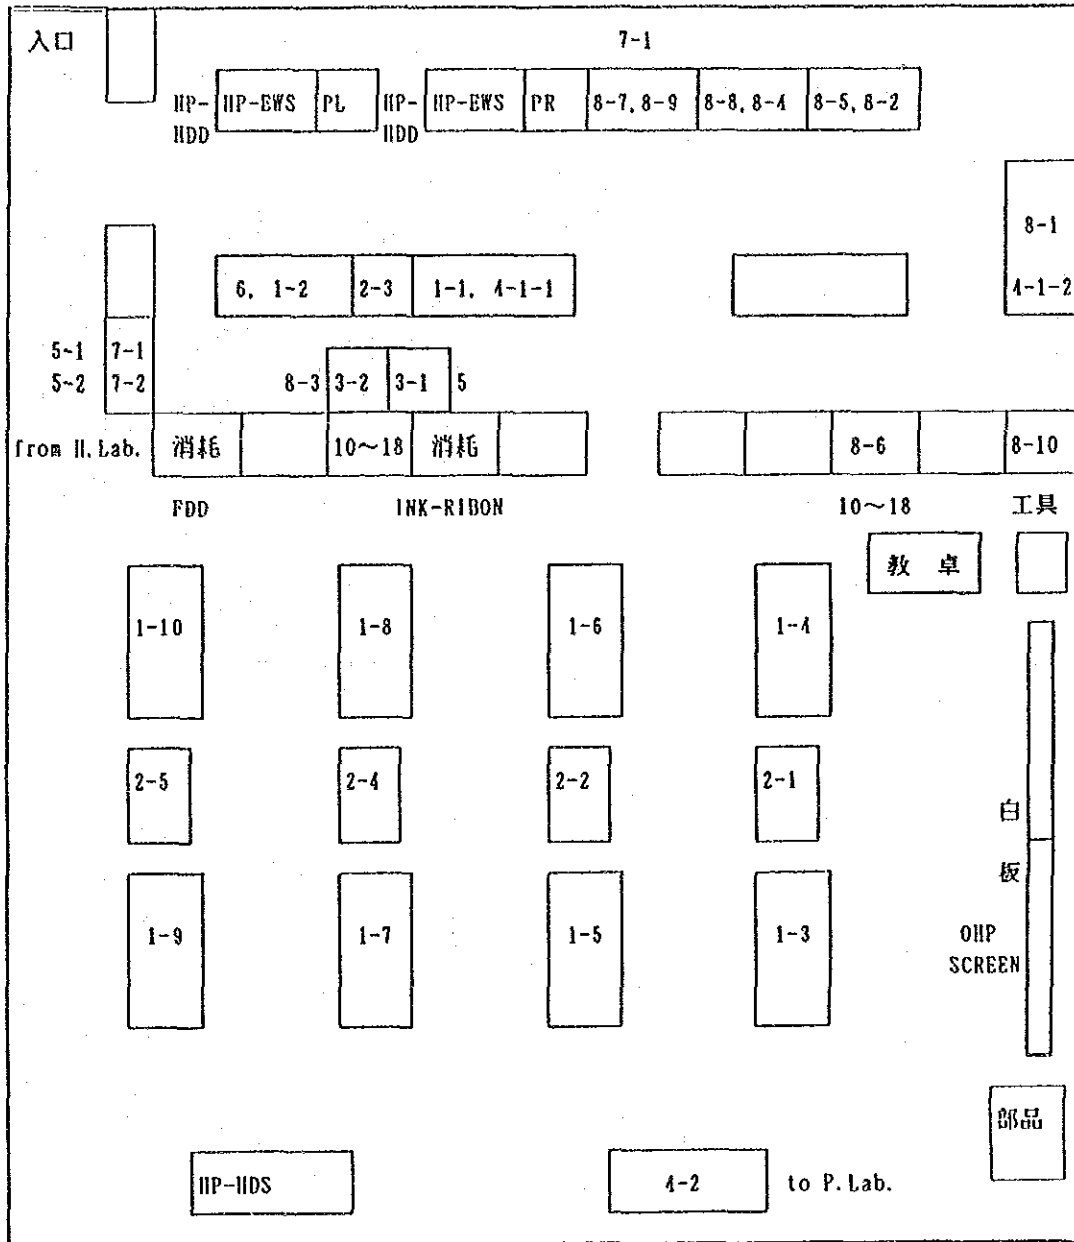 入口
7-1
HP-HDD HP-EWS PL HP-HDD HP-EWS PR 8-7, 8-9 8-8, 8-4 8-5, 8-2
8-1
6, 1-2 2-3 1-1, 4-1-1 4-1-2
5-1 7-1
5-2 7-2 8-3 3-2 3-1 5
from H. Lab. 消耗 10～18 消耗 8-6 8-10
FDD INK-RIBON 10～18 工具
教 卓
1-10 1-8 1-6 1-4
2-5 2-4 2-2 2-1
白
板
1-9 1-7 1-5 1-3 OHP
SCREEN
部品
HP-HDS 4-2 to P. Lab.